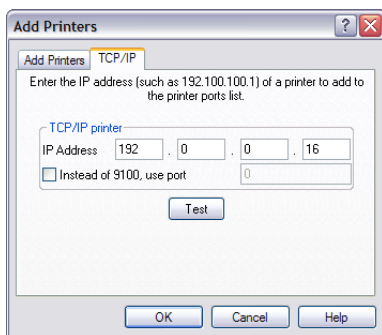 Add Printers
Add Printers TCP/IP
Enter the IP address (such as 192.100.100.1) of a printer to add to
the printer ports list.
TCP/IP printer
IP Address 192 . 0 . 0 . 16
Instead of 9100, use port 0
Test
OK Cancel Help